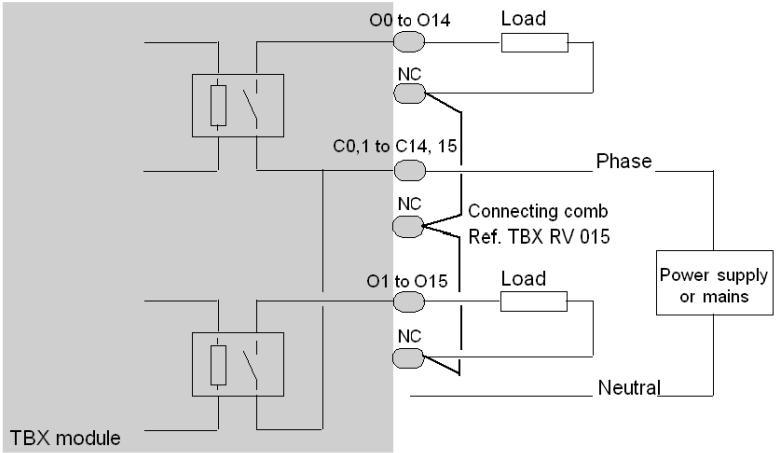 O0 to O14
Load
NC
C0,1 to C14, 15
Phase
NC
Connecting comb
Ref. TBX RV 015
Power supply
or mains
O1 to O15
Load
NC
Neutral
TBX module